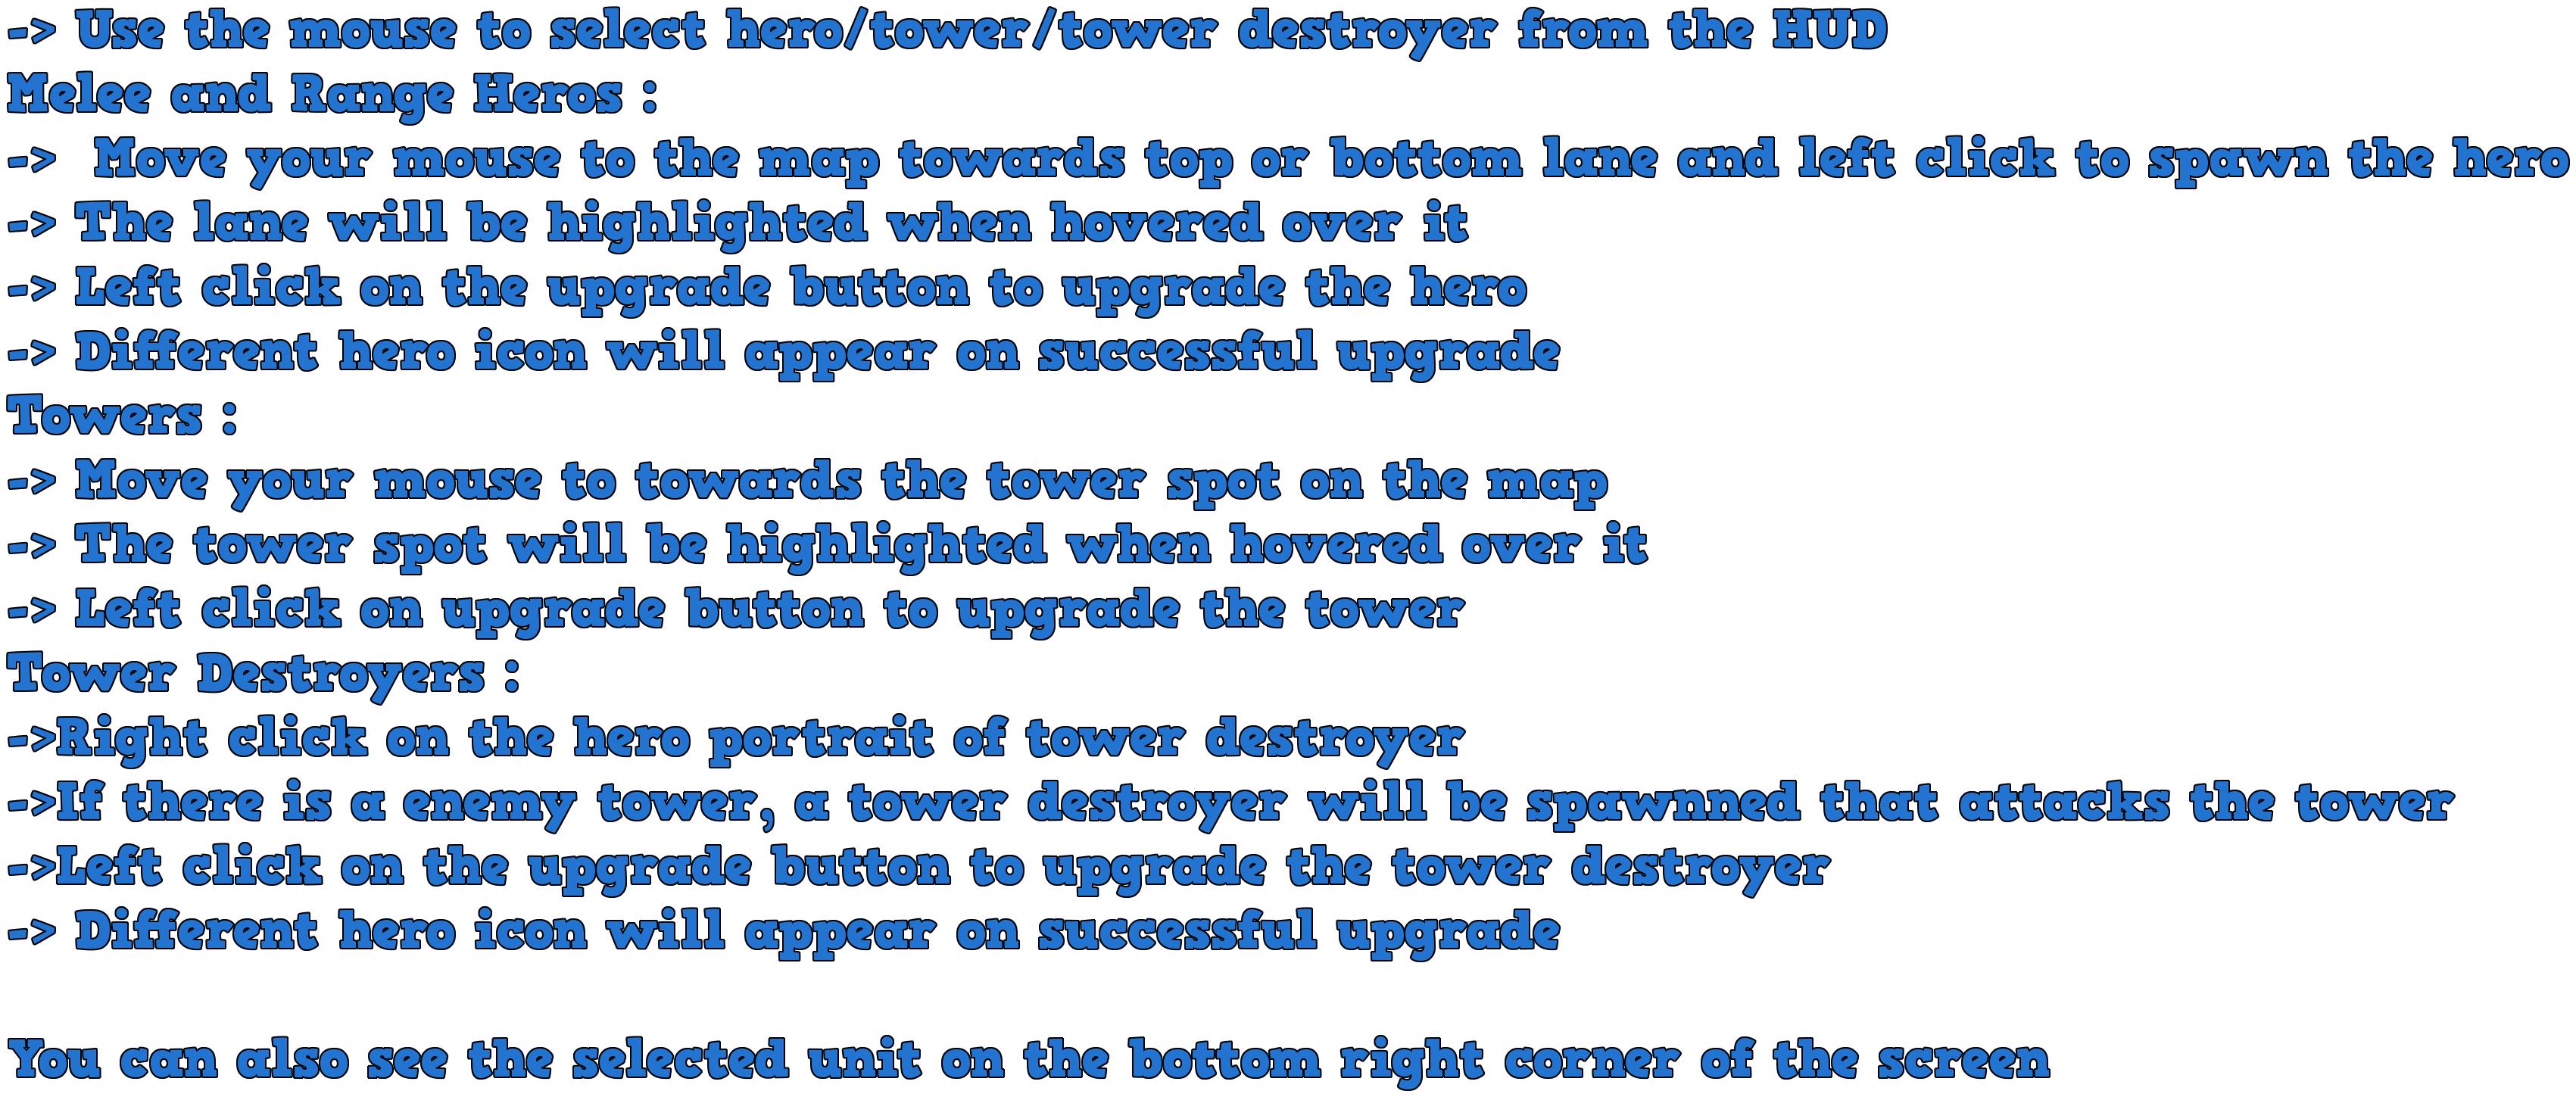 -> Use the mouse to select hero/tower/tower destroyer from the HUD
Melee and Range Heros :
->  Move your mouse to the map towards top or bottom lane and left click to spawn the hero
-> The lane will be highlighted when hovered over it
-> Left click on the upgrade button to upgrade the hero
-> Different hero icon will appear on successful upgrade
Towers :
-> Move your mouse to towards the tower spot on the map
-> The tower spot will be highlighted when hovered over it
-> Left click on upgrade button to upgrade the tower
Tower Destroyers :
->Right click on the hero portrait of tower destroyer
->If there is a enemy tower, a tower destroyer will be spawnned that attacks the tower
->Left click on the upgrade button to upgrade the tower destroyer
-> Different hero icon will appear on successful upgrade
You can also see the selected unit on the bottom right corner of the screen